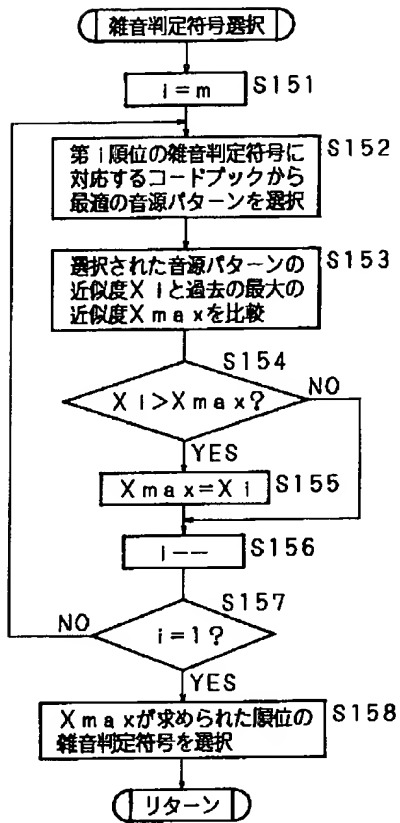 雑音判定符号選択
i=m S151
第i順位の雑音判定符号に S152
対応するコードブックから
最適の音源パターンを選択
選択された音源パターンの S153
近似度Xiと過去の最大の
近似度Xmaxを比較
S154
Xi>Xmax? NO
YES
Xmax=Xi S155
i-- S156
S157
NO i=1?
YES
Xmaxが求められた順位の S158
雑音判定符号を選択
リターン